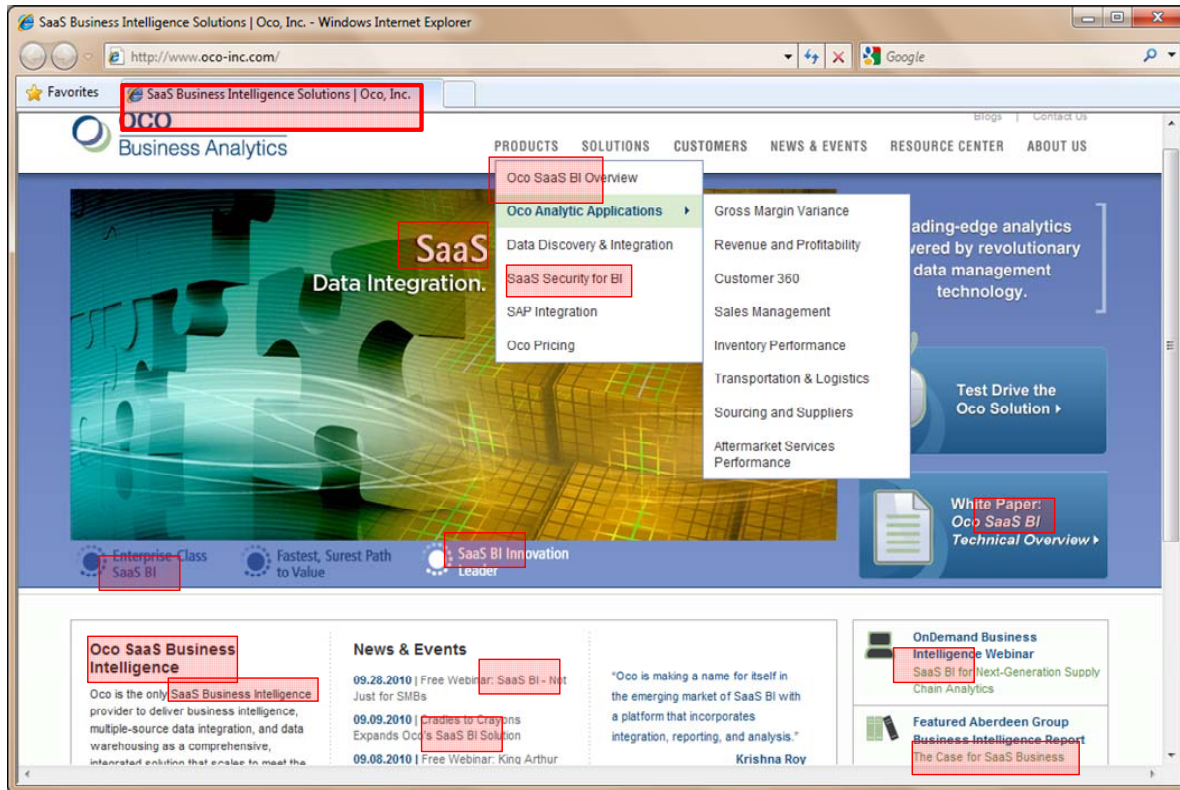 SaaS Business Intelligence Solutions | Oco, Inc. - Windows Internet Explorer
http://www.oco-inc.com/
Google
Favorites
SaaS Business Intelligence Solutions | Oco, Inc.
Blogs | Contact Us
OCO
Business Analytics
PRODUCTS SOLUTIONS CUSTOMERS NEWS & EVENTS RESOURCE CENTER ABOUT US
Oco SaaS BI Overview
Oco Analytic Applications
Data Discovery & Integration
SaaS Security for BI
SAP Integration
Oco Pricing
Gross Margin Variance
Revenue and Profitability
Customer 360
Sales Management
Inventory Performance
Transportation & Logistics
Sourcing and Suppliers
Aftermarket Services
Performance
SaaS
Data Integration.
analytics
by revolutionary
data management
technology.
Test Drive the
Oco Solution
White Paper:
Oco SaaS BI
Technical Overview
Enterprise-Class
SaaS BI
Fastest, Surest Path
to Value
SaaS BI Innovation
Leader
Oco SaaS Business
Intelligence
Oco is the only SaaS Business Intelligence
provider to deliver business intelligence,
multiple-source data integration, and data
warehousing as a comprehensive,
integrated solution that scales to meet the
News & Events
09.28.2010 | Free Webinar: SaaS BI - Not
Just for SMBs
09.09.2010 | Cradles to Crayons
Expands Oco's SaaS BI Solution
09.08.2010 | Free Webinar: King Arthur
"Oco is making a name for itself in
the emerging market of SaaS BI with
a platform that incorporates
integration, reporting, and analysis."
Krishna Roy
OnDemand Business
Intelligence Webinar
SaaS BI for Next-Generation Supply
Chain Analytics
Featured Aberdeen Group
Business Intelligence Report
The Case for SaaS Business